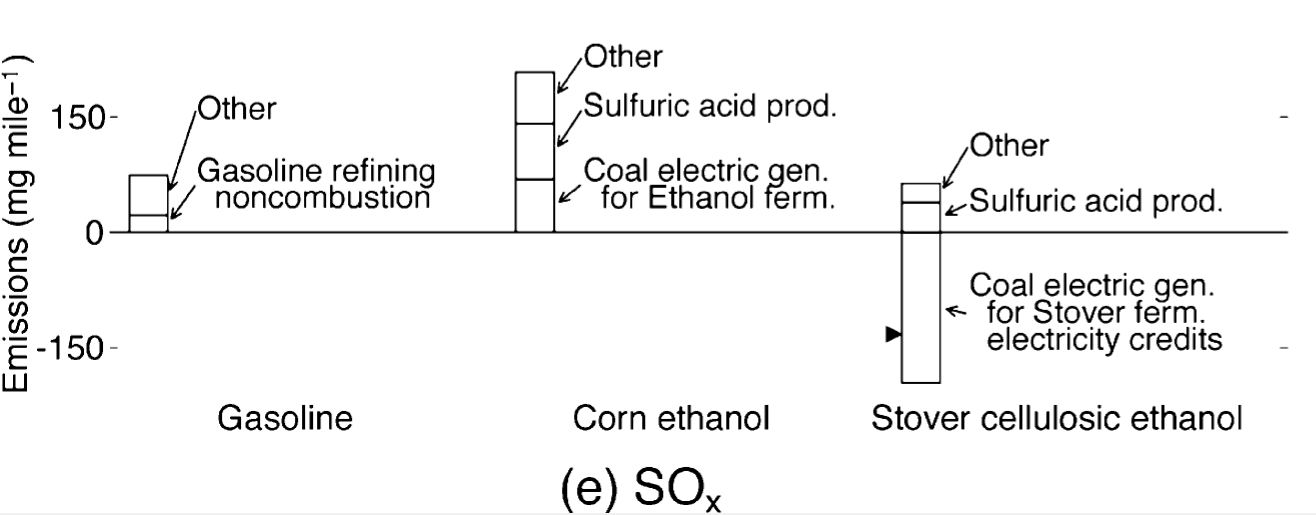 Emissions (mg mile⁻¹)
150
0
-150
Other
Gasoline refining
noncombustion
Other
Sulfuric acid prod.
Coal electric gen.
for Ethanol ferm.
Other
Sulfuric acid prod.
Coal electric gen.
for Stover ferm.
electricity credits
Gasoline
Corn ethanol
Stover cellulosic ethanol
(e) SOₓ